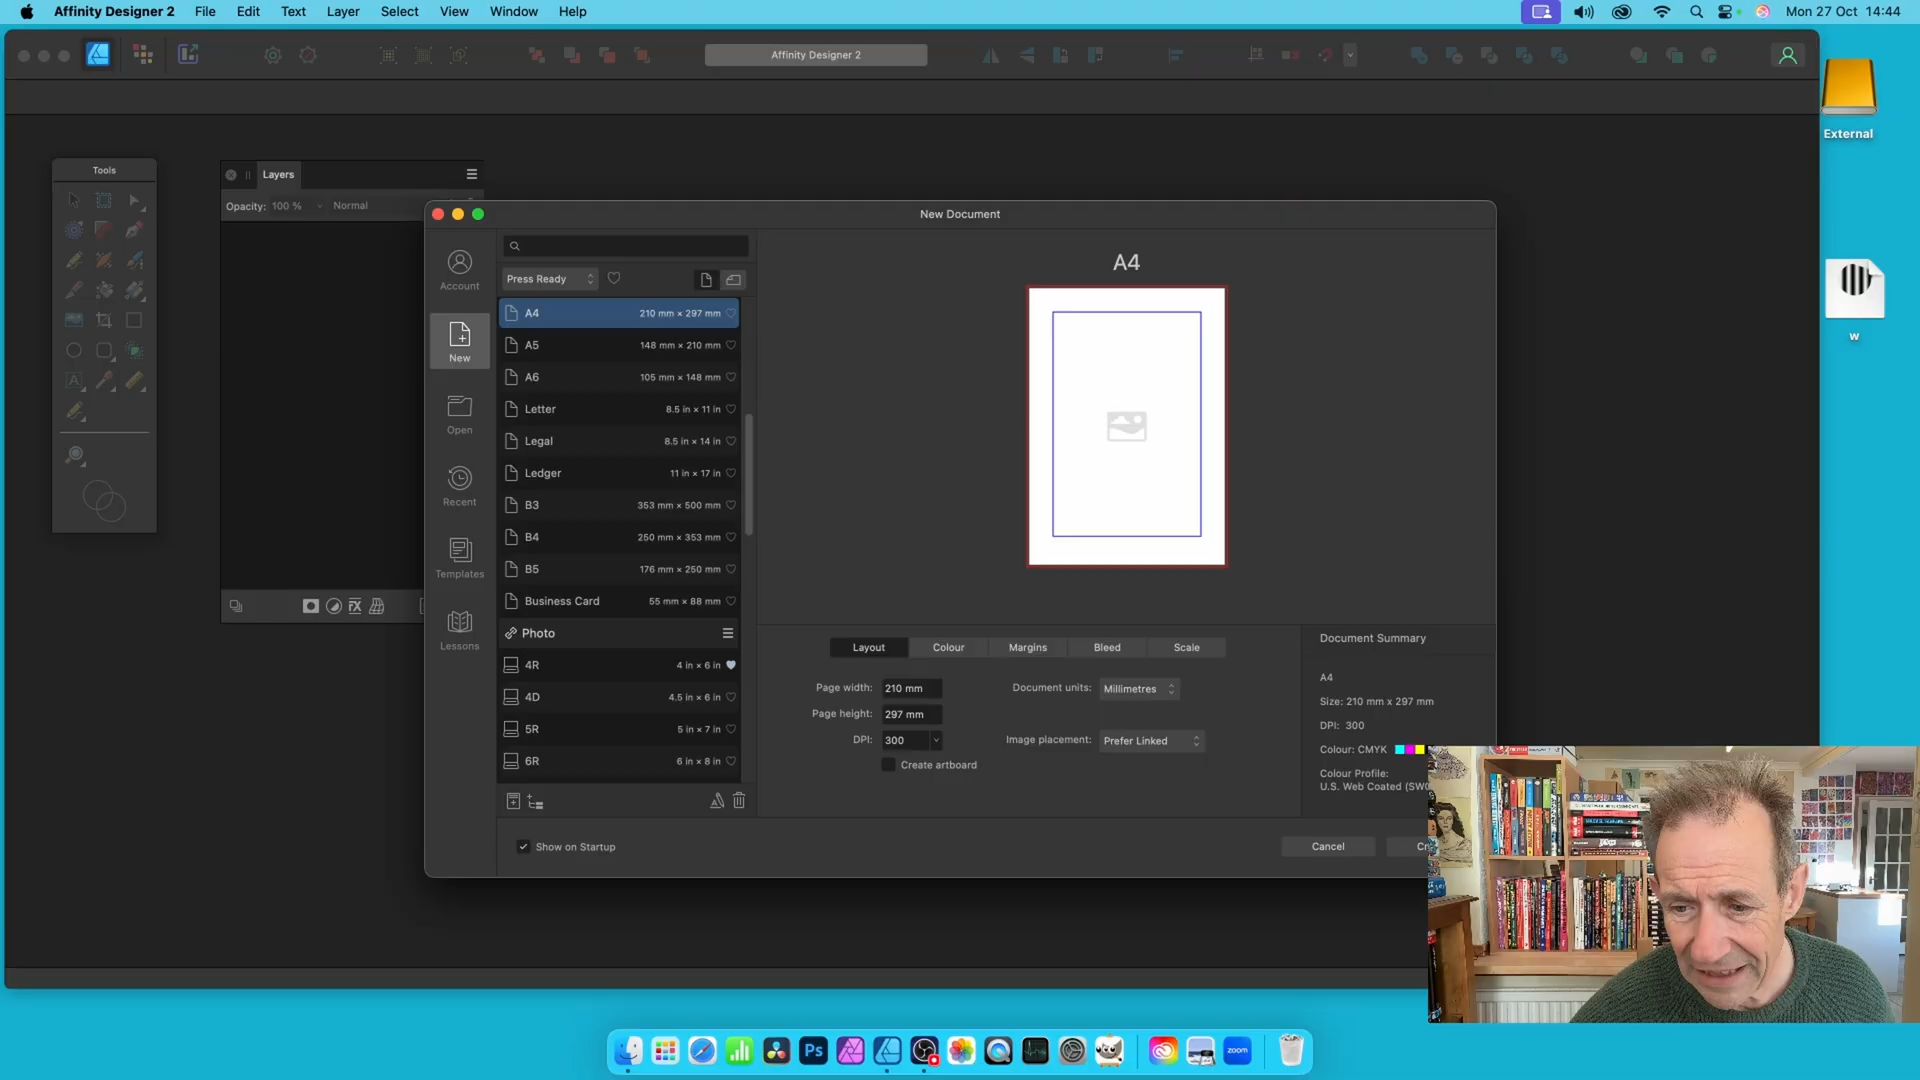 Affinity Designer 2 File Edit Text Layer Select View Window Help Mon 27 Oct 14:44
Affinity Designer 2
External
Tools
Layers
Opacity: 100 % Normal
w
New Document
Account
New
Open
Recent
Templates
Lessons
Press Ready
A4 210 mm × 297 mm
A5 148 mm × 210 mm
A6 105 mm × 148 mm
Letter 8.5 in × 11 in
Legal 8.5 in × 14 in
Ledger 11 in × 17 in
B3 353 mm × 500 mm
B4 250 mm × 353 mm
B5 176 mm × 250 mm
Business Card 55 mm × 88 mm
Photo
4R 4 in × 6 in
4D 4.5 in × 6 in
5R 5 in × 7 in
6R 6 in × 8 in
Show on Startup
A4
Layout Colour Margins Bleed Scale
Page width: 210 mm Document units: Millimetres
Page height: 297 mm
DPI: 300 Image placement: Prefer Linked
Create artboard
Document Summary
A4
Size: 210 mm x 297 mm
DPI: 300
Colour: CMYK
Colour Profile:
U.S. Web Coated (SWO
Cancel Cr
Ps
zoom